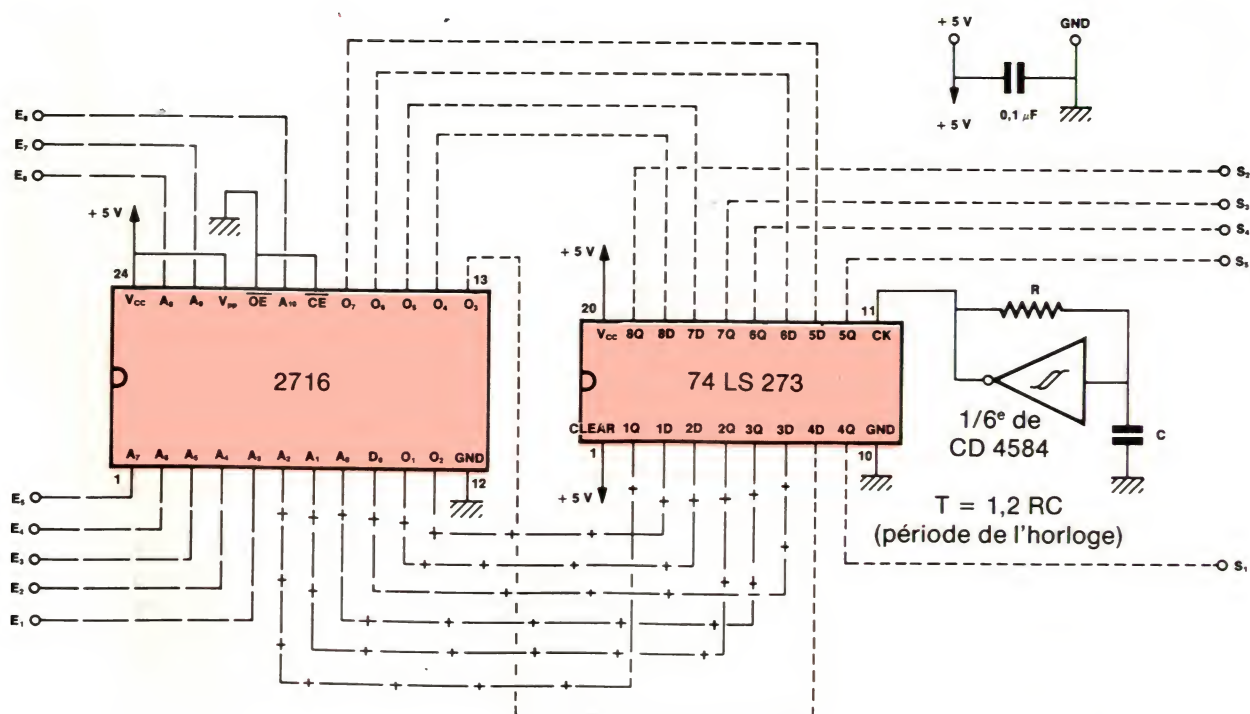 + 5 V
GND
+ 5 V
0,1 µF
E₈
E₇
E₆
+ 5 V
24
13
V_CC A₈ A₉ V_pp OE A₁₀ CE O₇ O₆ O₅ O₄ O₃
2716
A₇ A₆ A₅ A₄ A₃ A₂ A₁ A₀ D₀ O₁ O₂ GND
1
12
E₅
E₄
E₃
E₂
E₁
+ 5 V
20
11
V_CC 8Q 8D 7D 7Q 6Q 6D 5D 5Q CK
74 LS 273
CLEAR 1Q 1D 2D 2Q 3Q 3D 4D 4Q GND
1
10
+ 5 V
S₂
S₃
S₄
S₅
R
C
1/6ᵉ de
CD 4584
T = 1,2 RC
(période de l'horloge)
S₁